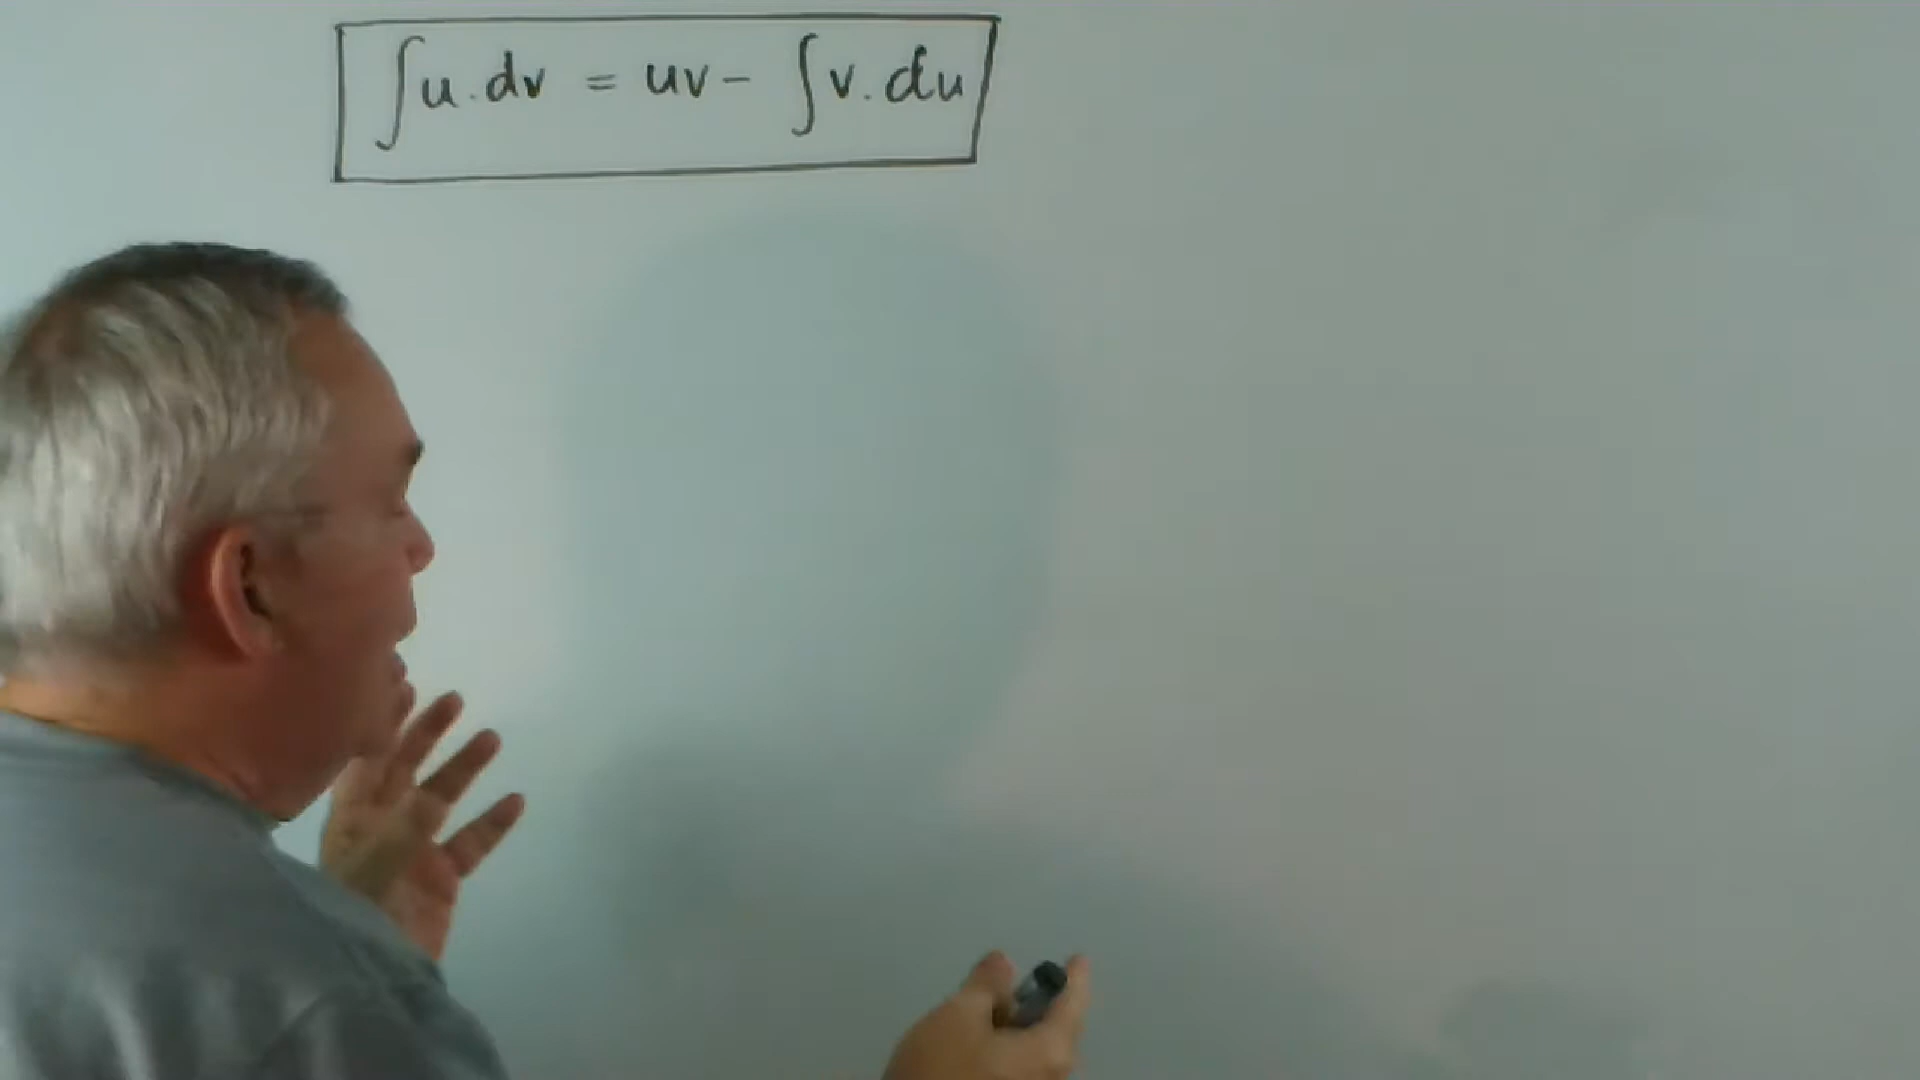 ∫u.dv = uv - ∫v.du